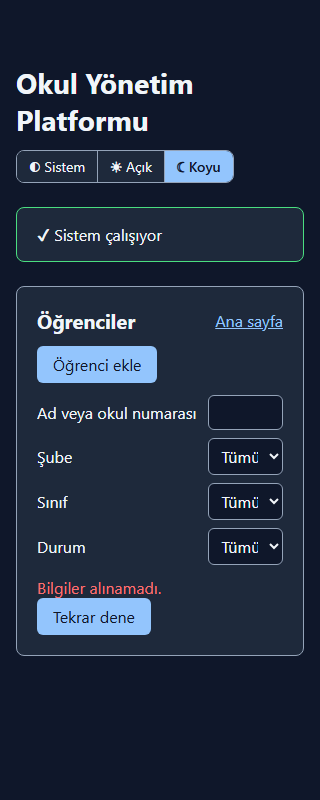 Okul Yönetim
Platformu
◐ Sistem ☀ Açık ☾ Koyu
✓ Sistem çalışıyor
Öğrenciler Ana sayfa
Öğrenci ekle
Ad veya okul numarası
Şube Tümü
Sınıf Tümü
Durum Tümü
Bilgiler alınamadı.
Tekrar dene